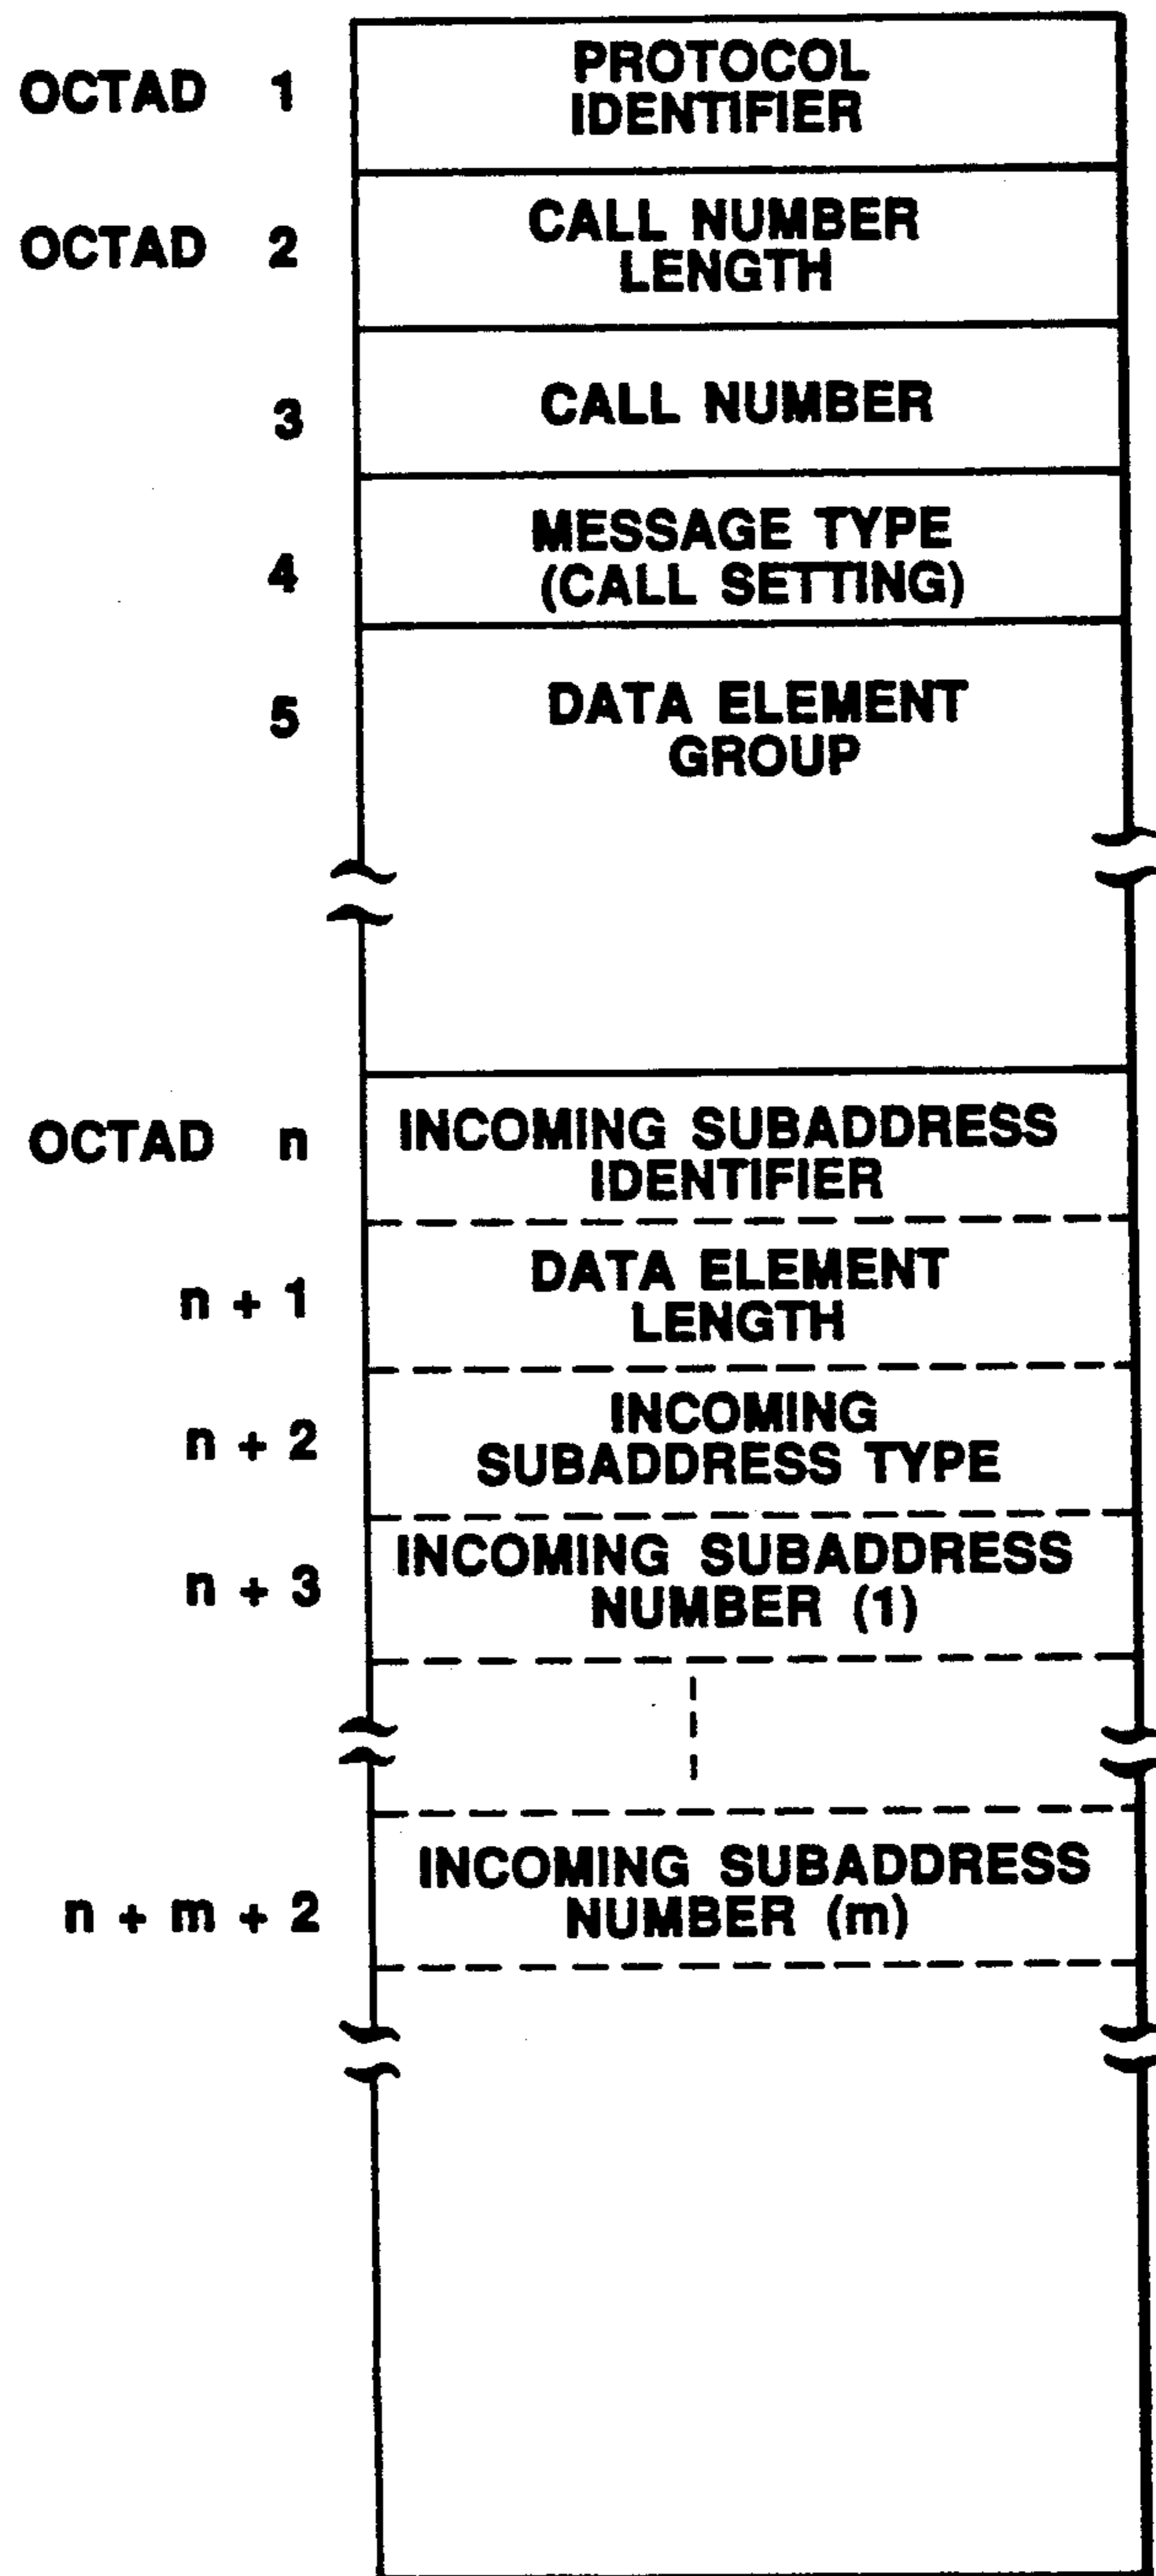 OCTAD 1
PROTOCOL
IDENTIFIER
OCTAD 2
CALL NUMBER
LENGTH
3
CALL NUMBER
4
MESSAGE TYPE
(CALL SETTING)
5
DATA ELEMENT
GROUP
OCTAD n
INCOMING SUBADDRESS
IDENTIFIER
n + 1
DATA ELEMENT
LENGTH
n + 2
INCOMING
SUBADDRESS TYPE
n + 3
INCOMING SUBADDRESS
NUMBER (1)
n + m + 2
INCOMING SUBADDRESS
NUMBER (m)